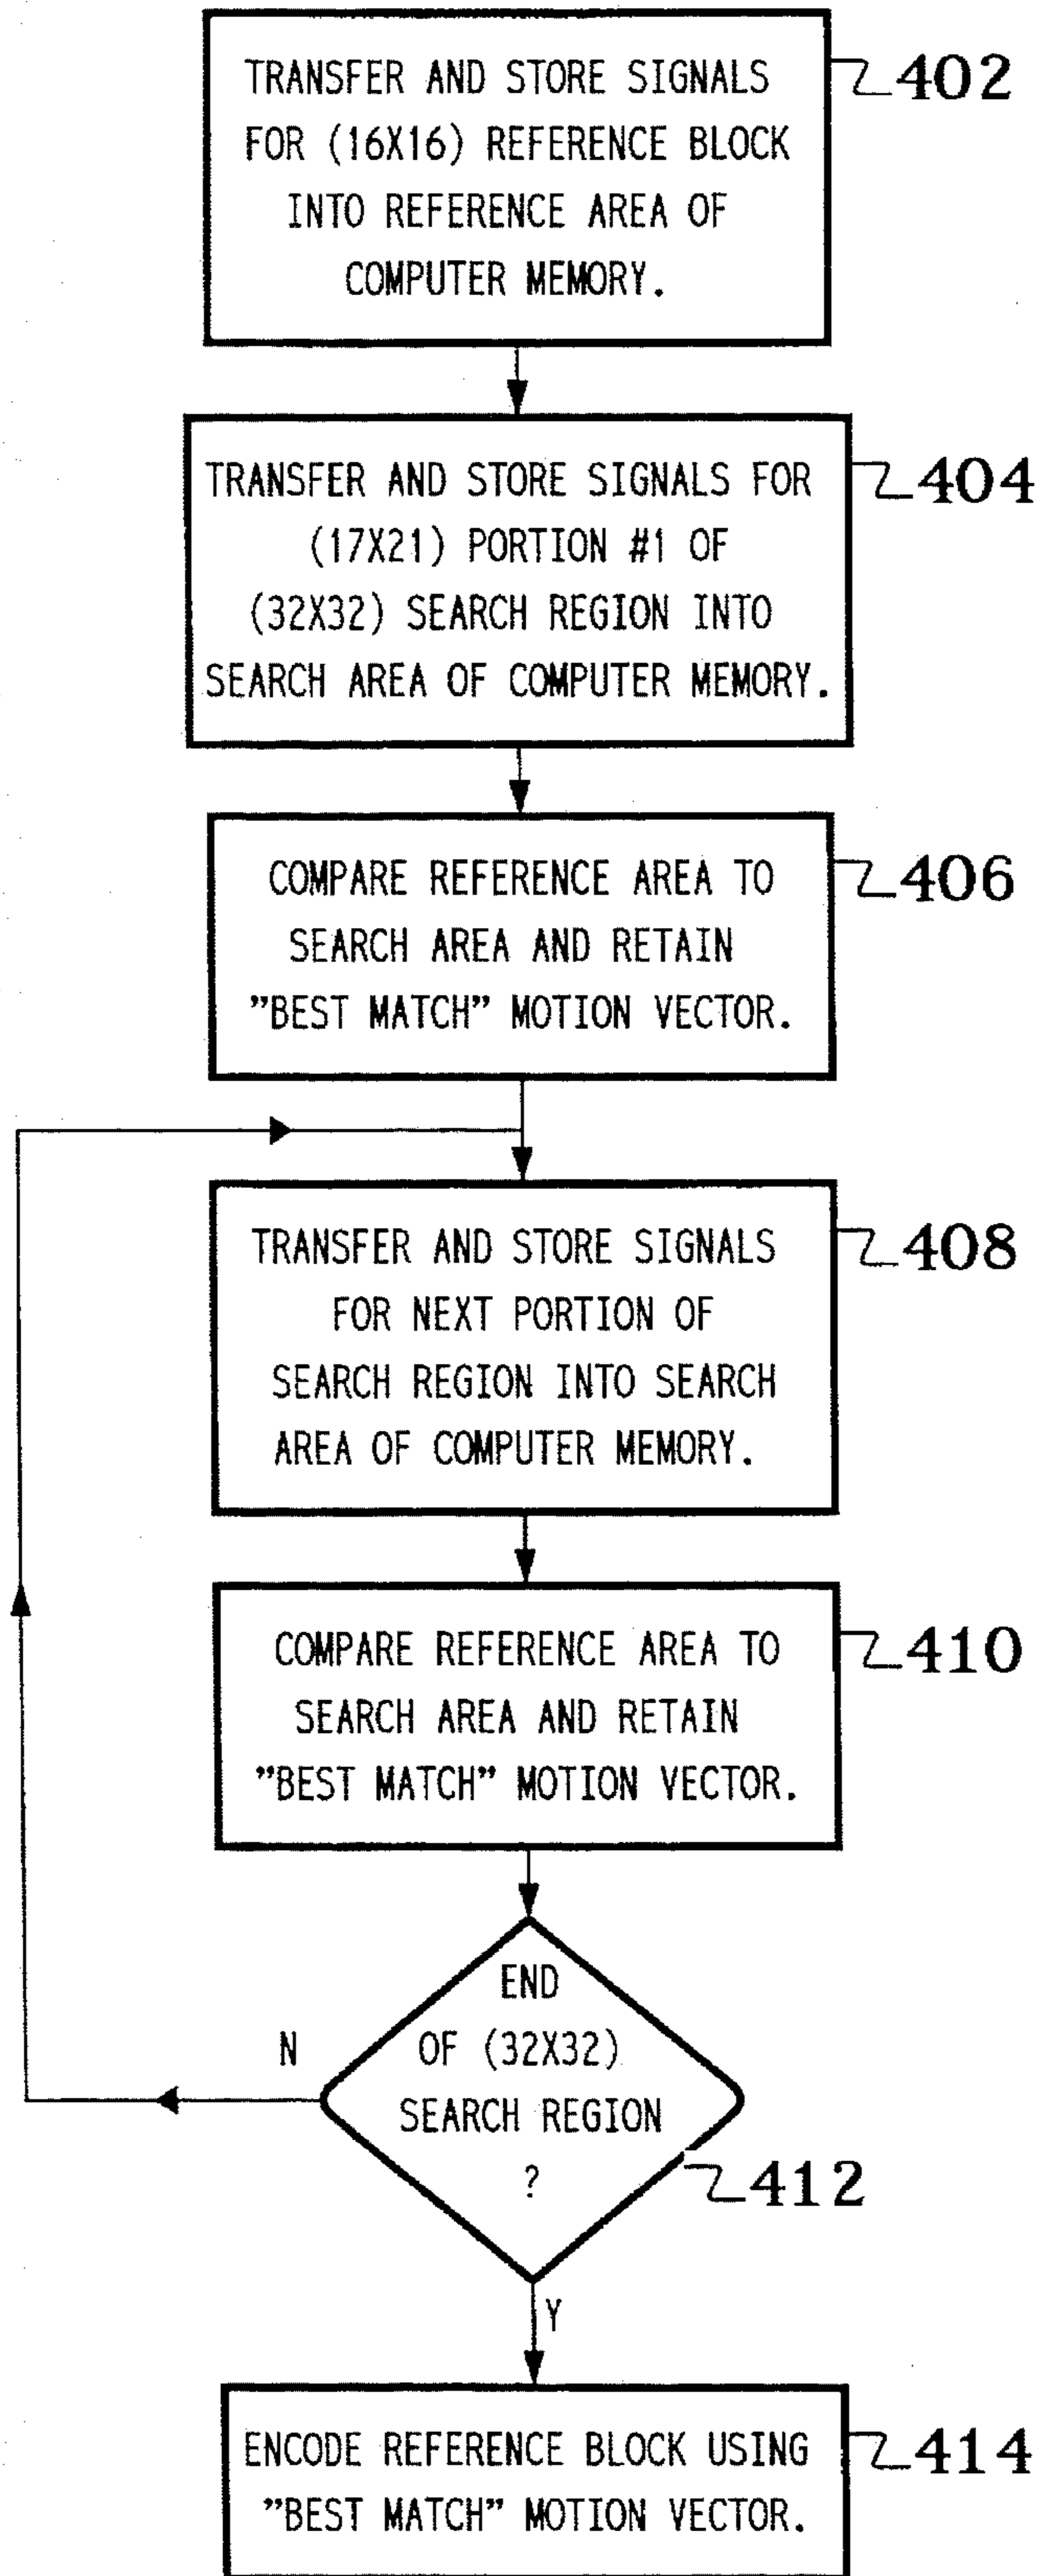 TRANSFER AND STORE SIGNALS
FOR (16X16) REFERENCE BLOCK
INTO REFERENCE AREA OF
COMPUTER MEMORY.
402
TRANSFER AND STORE SIGNALS FOR
(17X21) PORTION #1 OF
(32X32) SEARCH REGION INTO
SEARCH AREA OF COMPUTER MEMORY.
404
COMPARE REFERENCE AREA TO
SEARCH AREA AND RETAIN
”BEST MATCH” MOTION VECTOR.
406
TRANSFER AND STORE SIGNALS
FOR NEXT PORTION OF
SEARCH REGION INTO SEARCH
AREA OF COMPUTER MEMORY.
408
COMPARE REFERENCE AREA TO
SEARCH AREA AND RETAIN
”BEST MATCH” MOTION VECTOR.
410
END
OF (32X32)
SEARCH REGION
?
N
412
Y
ENCODE REFERENCE BLOCK USING
”BEST MATCH” MOTION VECTOR.
414